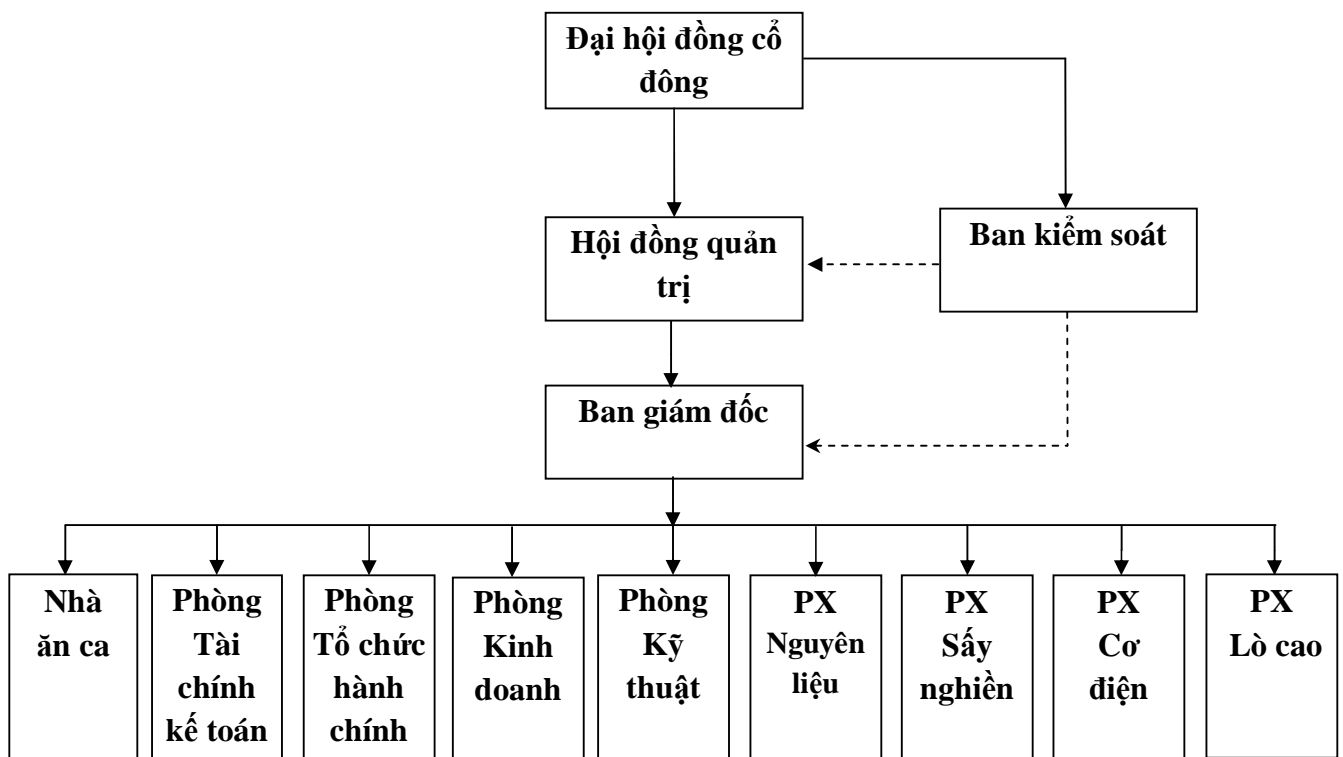 Đại hội đồng cổ
đông
Hội đồng quản
trị
Ban kiểm soát
Ban giám đốc
Nhà
ăn ca
Phòng
Tài
chính
kế toán
Phòng
Tổ chức
hành
chính
Phòng
Kinh
doanh
Phòng
Kỹ
thuật
PX
Nguyên
liệu
PX
Sấy
nghiền
PX
Cơ
điện
PX
Lò cao